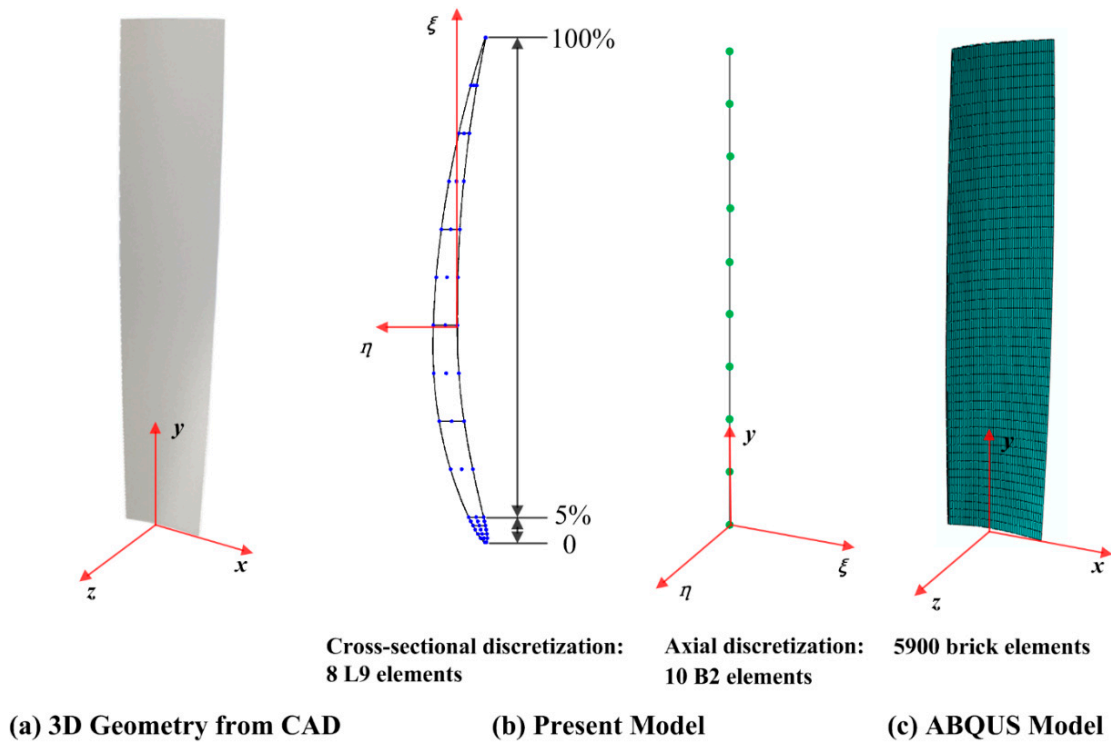 ξ
100%
y
η
y
y
5%
0
x
z
ξ
η
x
z
Cross-sectional discretization:
8 L9 elements
Axial discretization:
10 B2 elements
5900 brick elements
(a) 3D Geometry from CAD
(b) Present Model
(c) ABQUS Model